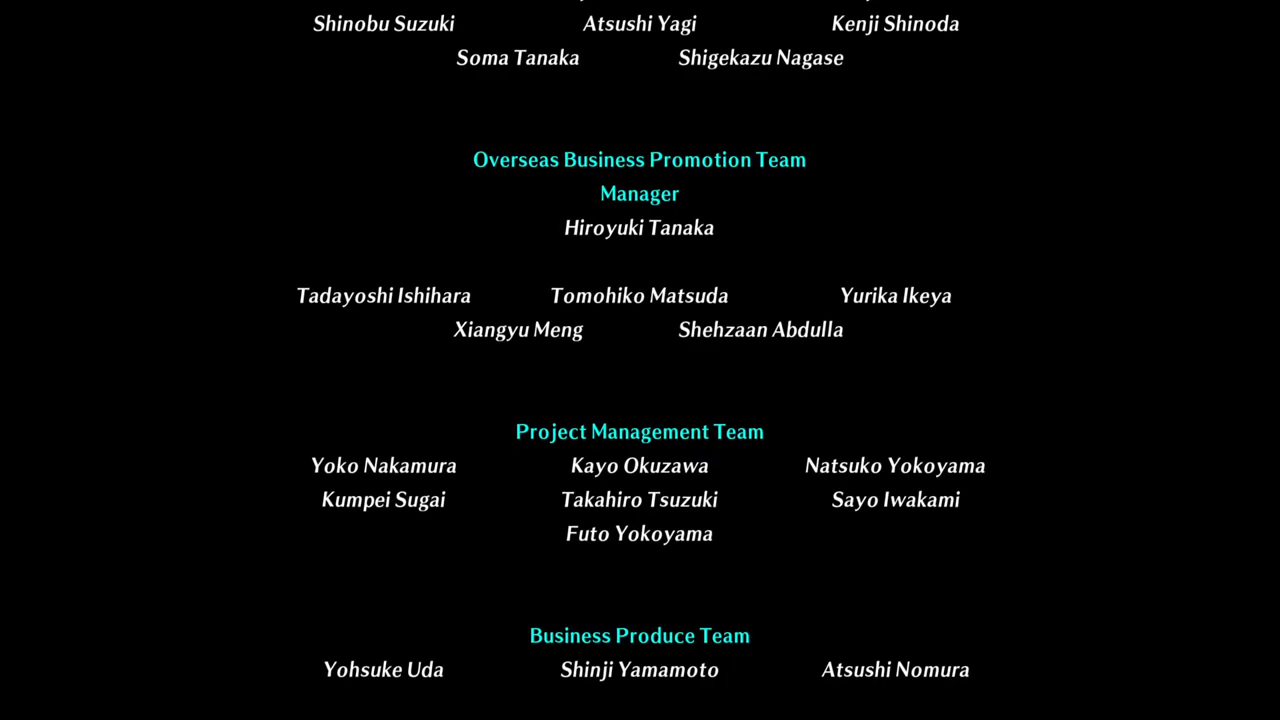 Shinobu Suzuki Atsushi Yagi Kenji Shinoda
Soma Tanaka Shigekazu Nagase
Overseas Business Promotion Team
Manager
Hiroyuki Tanaka
Tadayoshi Ishihara Tomohiko Matsuda Yurika Ikeya
Xiangyu Meng Shehzaan Abdulla
Project Management Team
Yoko Nakamura Kayo Okuzawa Natsuko Yokoyama
Kumpei Sugai Takahiro Tsuzuki Sayo Iwakami
Futo Yokoyama
Business Produce Team
Yohsuke Uda Shinji Yamamoto Atsushi Nomura